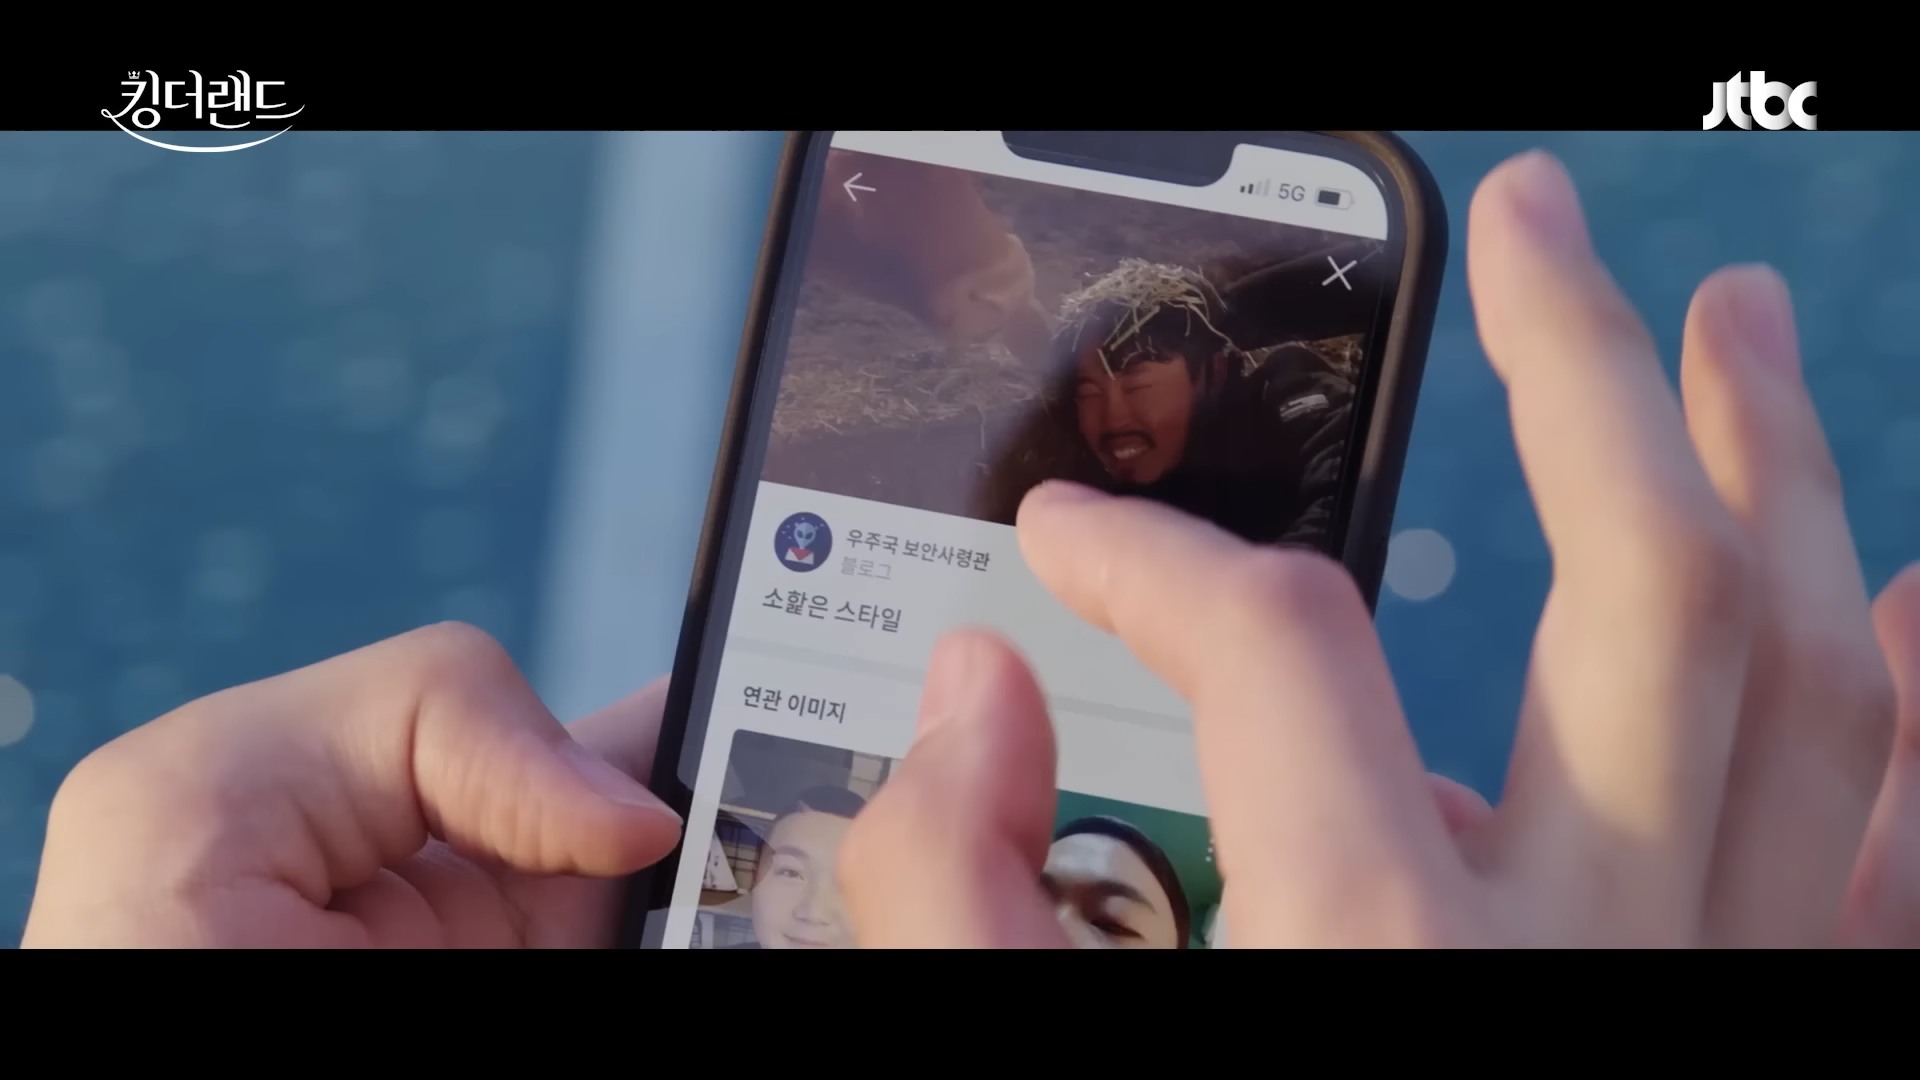 킹더랜드
jtbc
5G
우주국 보안사령관
블로그
소핥은 스타일
연관 이미지